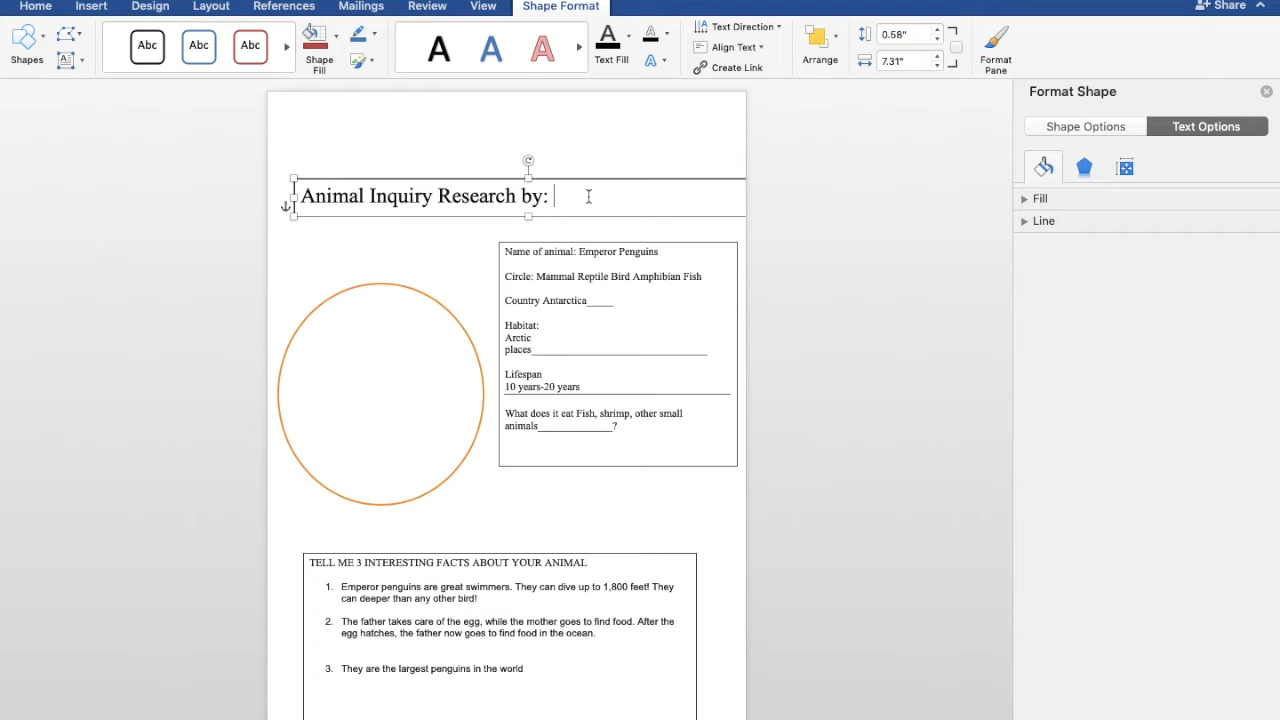 Home Insert Design Layout References Mailings Review View Shape Format Share
Shapes
Abc Abc Abc
Shape Fill
A A A
A
Text Fill
A
A
Text Direction
Align Text
Create Link
Arrange
0.58"
7.31"
Format Pane
Format Shape
Shape Options Text Options
Fill
Line
Animal Inquiry Research by:
Name of animal: Emperor Penguins
Circle: Mammal Reptile Bird Amphibian Fish
Country Antarctica_____
Habitat:
Arctic
places___________________________________
Lifespan
10 years-20 years
What does it eat Fish, shrimp, other small
animals______________?
TELL ME 3 INTERESTING FACTS ABOUT YOUR ANIMAL
1. Emperor penguins are great swimmers. They can dive up to 1,800 feet! They
can deeper than any other bird!
2. The father takes care of the egg, while the mother goes to find food. After the
egg hatches, the father now goes to find food in the ocean.
3. They are the largest penguins in the world